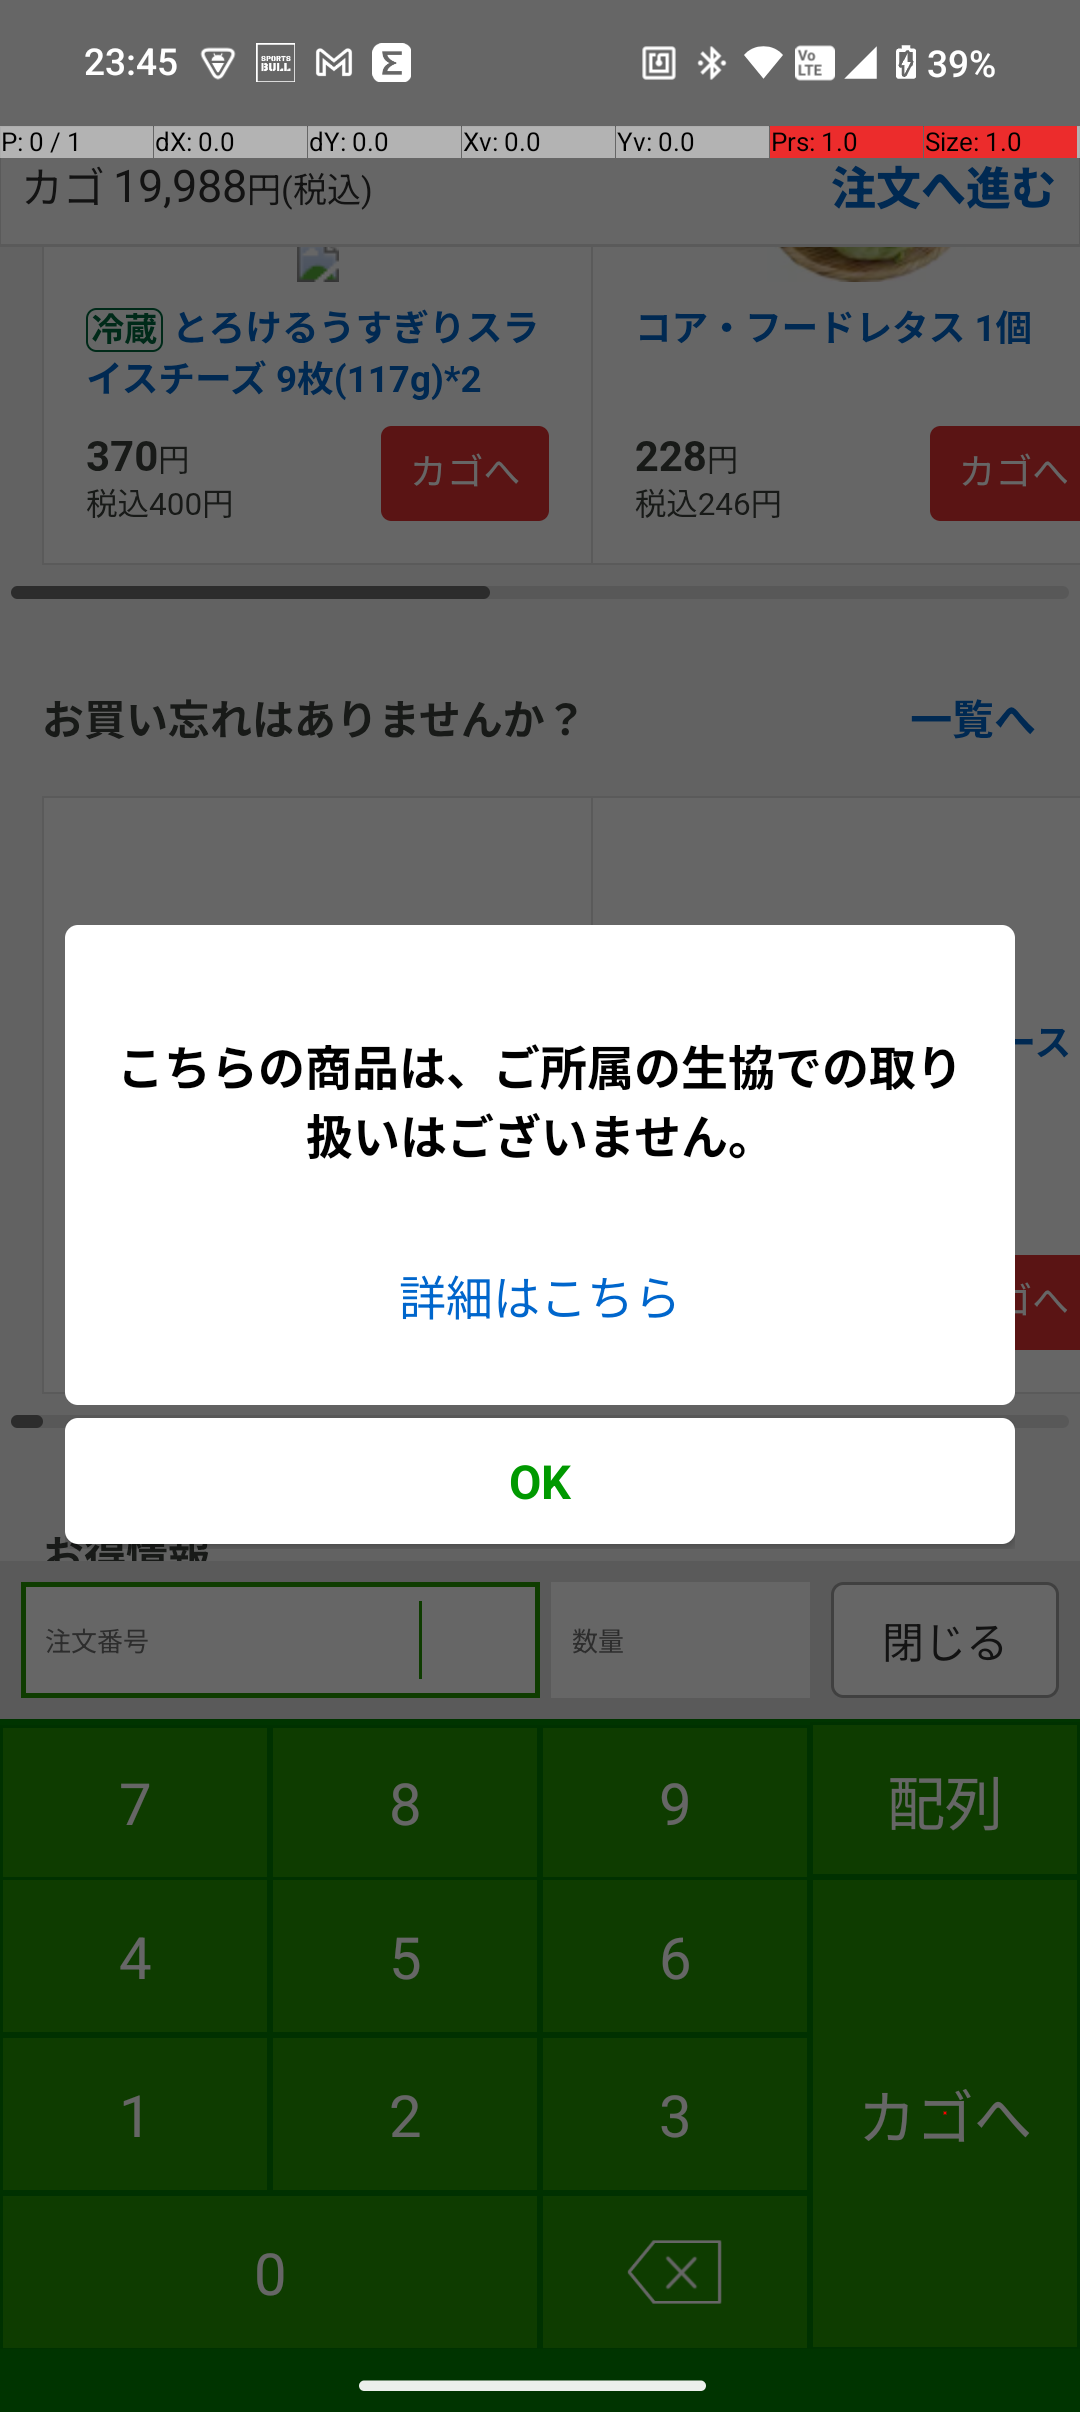 23:45
SPORTS BULL
Vo LTE
39%
P: 0 / 1
dX: 0.0
dY: 0.0
Xv: 0.0
Yv: 0.0
Prs: 1.0
Size: 1.0
カゴ 19,988円(税込)
注文へ進む
冷蔵 とろけるうすぎりスラ
イスチーズ 9枚(117g)*2
370円
税込400円
カゴへ
コア・フードレタス 1個
228円
税込246円
カゴへ
お買い忘れはありませんか？
一覧へ
ース
ゴへ
こちらの商品は、ご所属の生協での取り
扱いはございません。
詳細はこちら
OK
お得情報
注文番号
数量
閉じる
7
8
9
配列
4
5
6
1
2
3
カゴへ
0